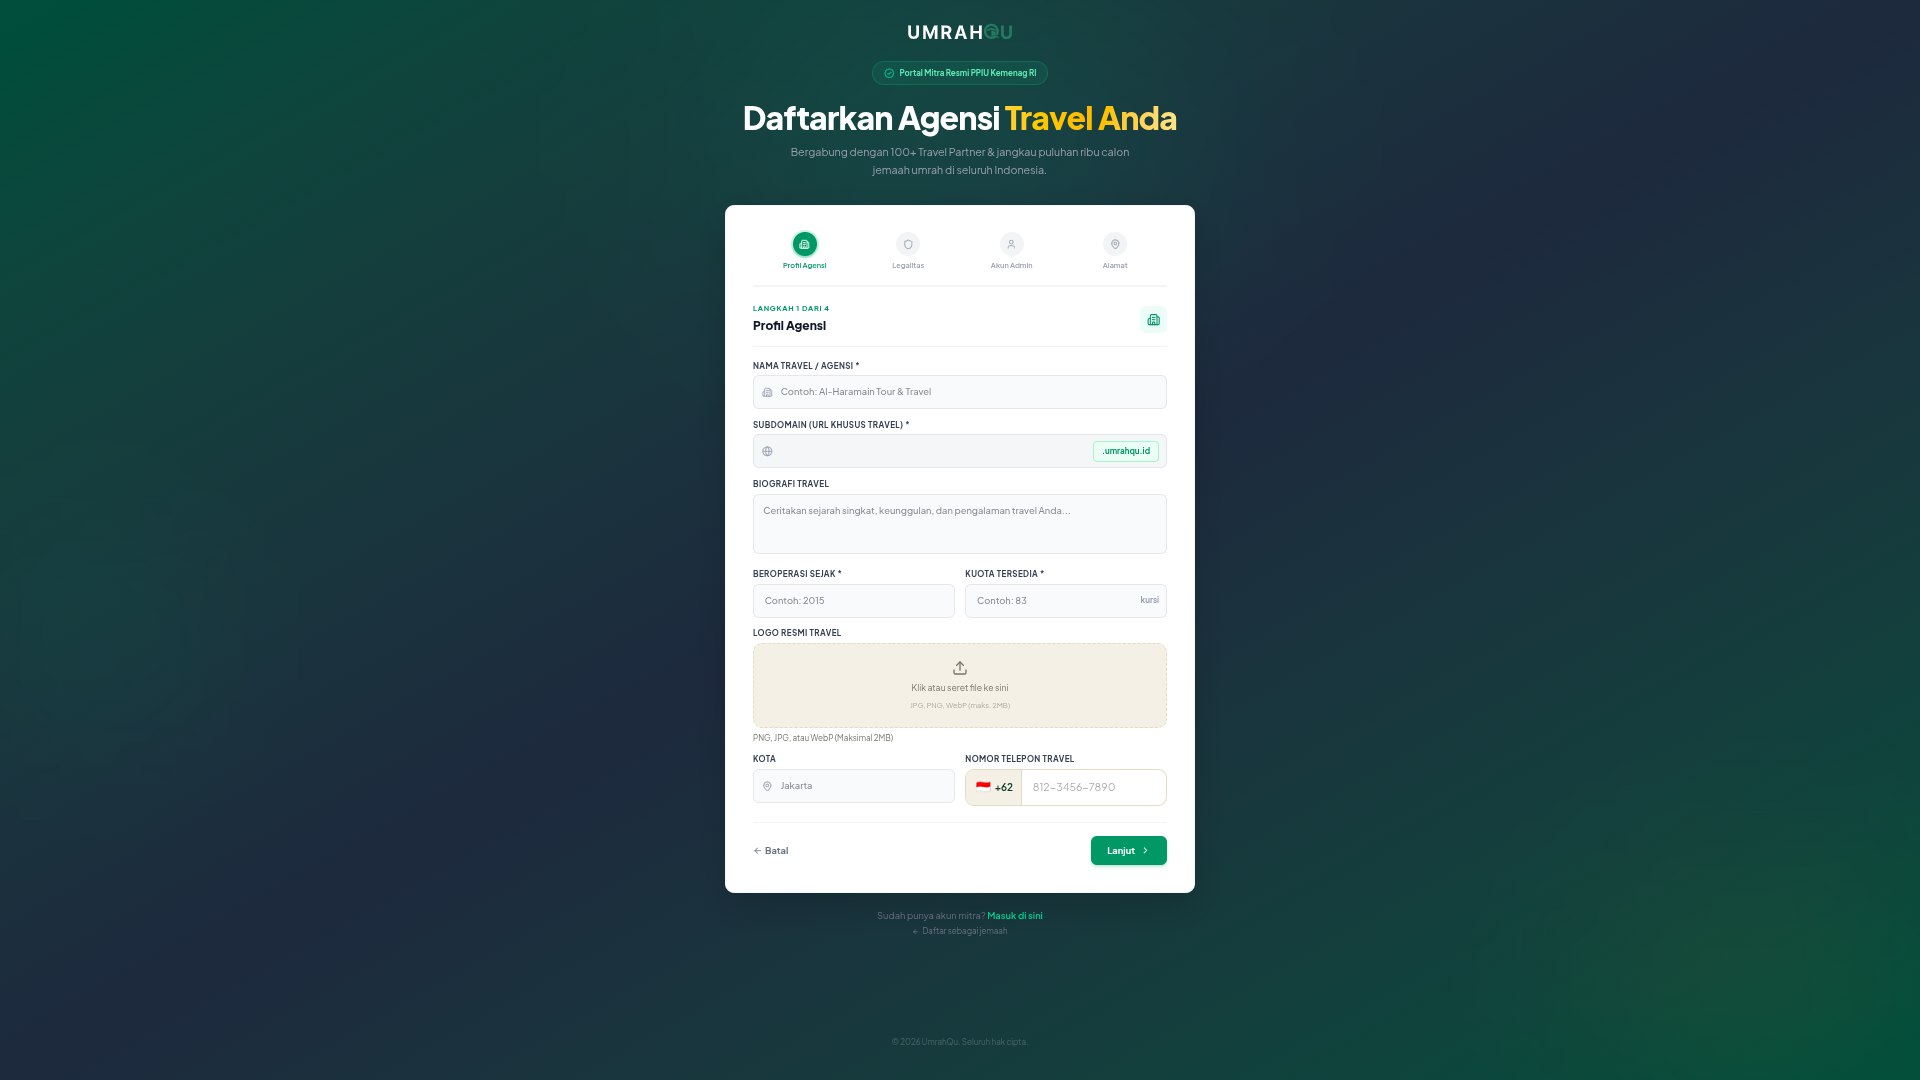 UMRAHQU
Portal Mitra Resmi PPIU Kemenag RI
Daftarkan Agensi Travel Anda
Bergabung dengan 100+ Travel Partner & jangkau puluhan ribu calon
jemaah umrah di seluruh Indonesia.
Profil Agensi
Legalitas
Akun Admin
Alamat
LANGKAH 1 DARI 4
Profil Agensi
NAMA TRAVEL / AGENSI *
Contoh: Al-Haramain Tour & Travel
SUBDOMAIN (URL KHUSUS TRAVEL) *
.umrahqu.id
BIOGRAFI TRAVEL
Ceritakan sejarah singkat, keunggulan, dan pengalaman travel Anda...
BEROPERASI SEJAK *
KUOTA TERSEDIA *
Contoh: 2015
Contoh: 83
kursi
LOGO RESMI TRAVEL
Klik atau seret file ke sini
JPG, PNG, WebP (maks. 2MB)
PNG, JPG, atau WebP (Maksimal 2MB)
KOTA
NOMOR TELEPON TRAVEL
Jakarta
+62
812-3456-7890
← Batal
Lanjut
Sudah punya akun mitra? Masuk di sini
← Daftar sebagai jemaah
© 2026 UmrahQu. Seluruh hak cipta.